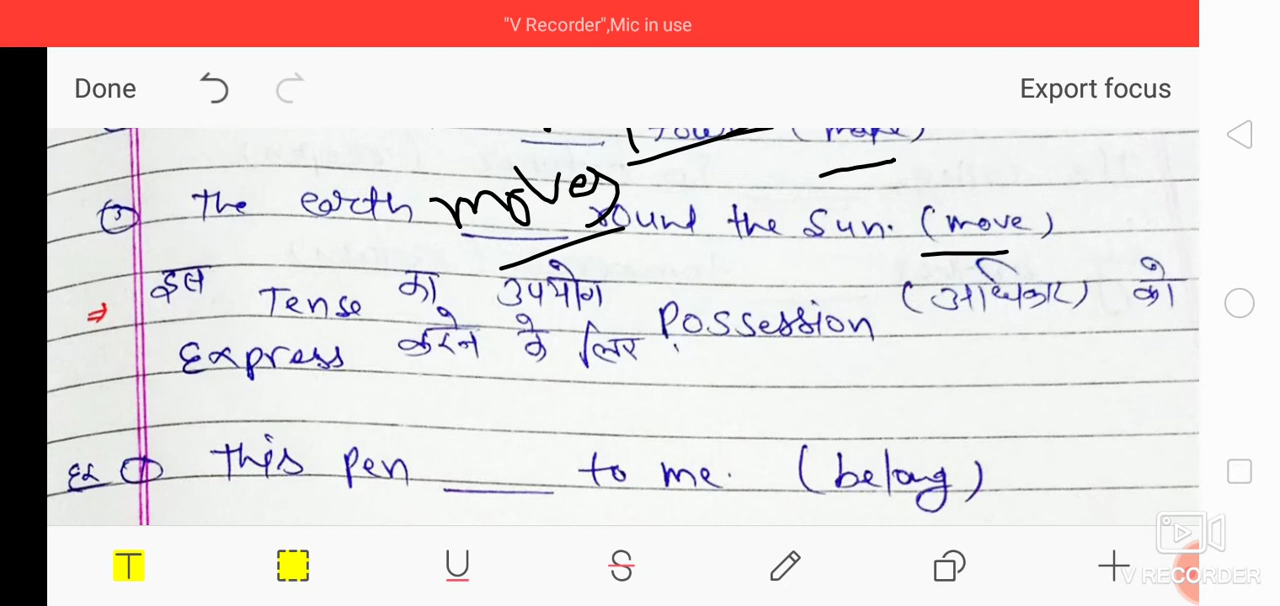 "V Recorder",Mic in use
Done Export focus
The earth moves round the Sun. (move)
इस Tense का उपयोग Possession (अधिकार) को
Express करने के लिए
Ex ① This pen ____ to me. (belong)
T U S
V RECORDER